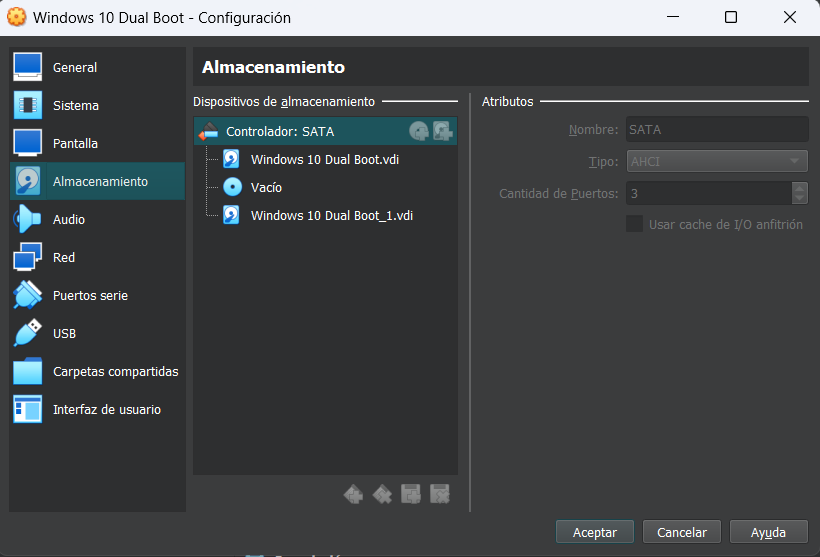 Windows 10 Dual Boot - Configuración
General
Sistema
Pantalla
Almacenamiento
Audio
Red
Puertos serie
USB
Carpetas compartidas
Interfaz de usuario
Almacenamiento
Dispositivos de almacenamiento
Controlador: SATA
Windows 10 Dual Boot.vdi
Vacío
Windows 10 Dual Boot_1.vdi
Atributos
Nombre: SATA
Tipo: AHCI
Cantidad de Puertos: 3
Usar cache de I/O anfitrión
Aceptar
Cancelar
Ayuda